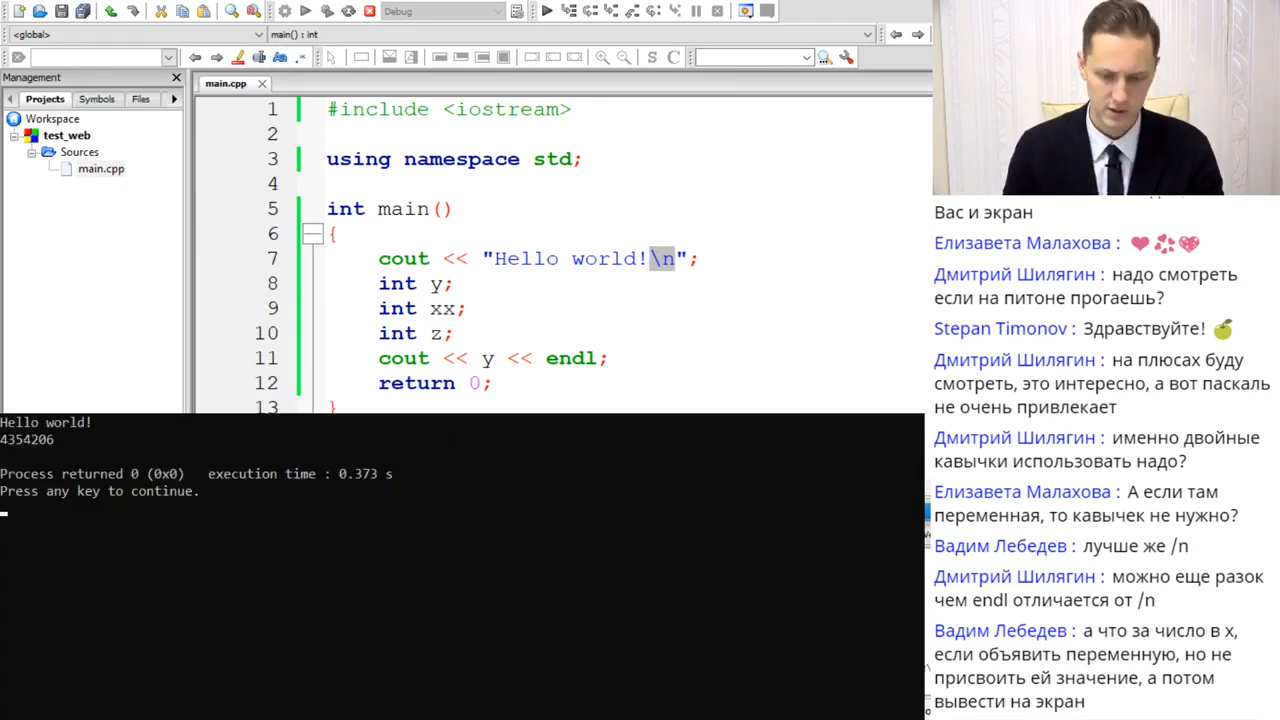 Debug
<global>
main() : int
Management
Projects
Symbols
Files
Workspace
test_web
Sources
main.cpp
main.cpp
1 #include <iostream>
2
3 using namespace std;
4
5 int main()
6 {
7 cout << "Hello world!\n";
8 int y;
9 int xx;
10 int z;
11 cout << y << endl;
12 return 0;
13 }
Hello world!
4354206
Process returned 0 (0x0) execution time : 0.373 s
Press any key to continue.
Вас и экран
Елизавета Малахова :
Дмитрий Шилягин : надо смотреть
если на питоне прогаешь?
Stepan Timonov : Здравствуйте!
Дмитрий Шилягин : на плюсах буду
смотреть, это интересно, а вот паскаль
не очень привлекает
Дмитрий Шилягин : именно двойные
кавычки использовать надо?
Елизавета Малахова : А если там
переменная, то кавычек не нужно?
Вадим Лебедев : лучше же /n
Дмитрий Шилягин : можно еще разок
чем endl отличается от /n
Вадим Лебедев : а что за число в x,
если объявить переменную, но не
присвоить ей значение, а потом
вывести на экран